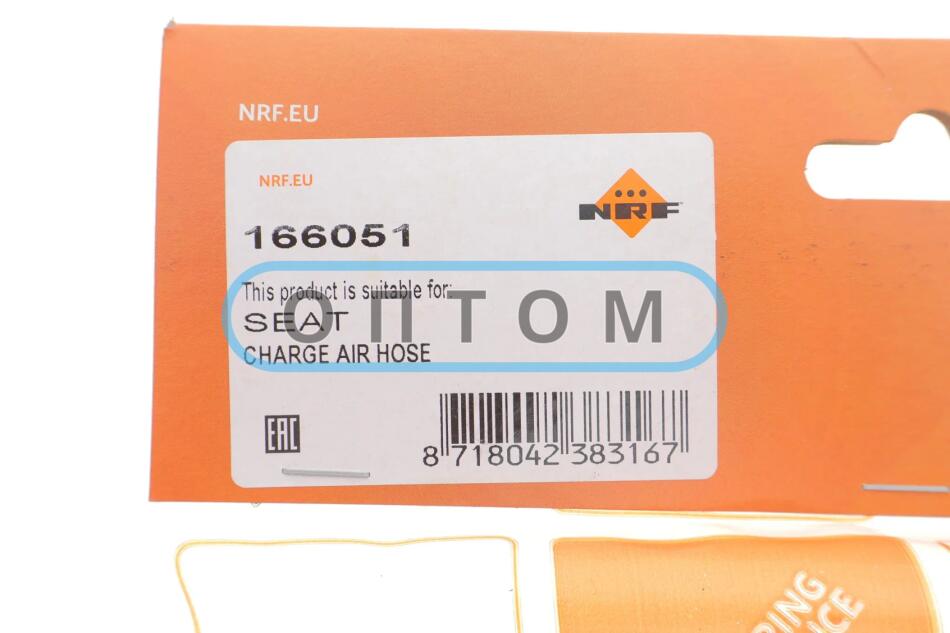 NRF.EU
NRF.EU
NRF
166051
This product is suitable for:
SEAT
CHARGE AIR HOSE
ОПТОМ
EAC
8 718042 383167